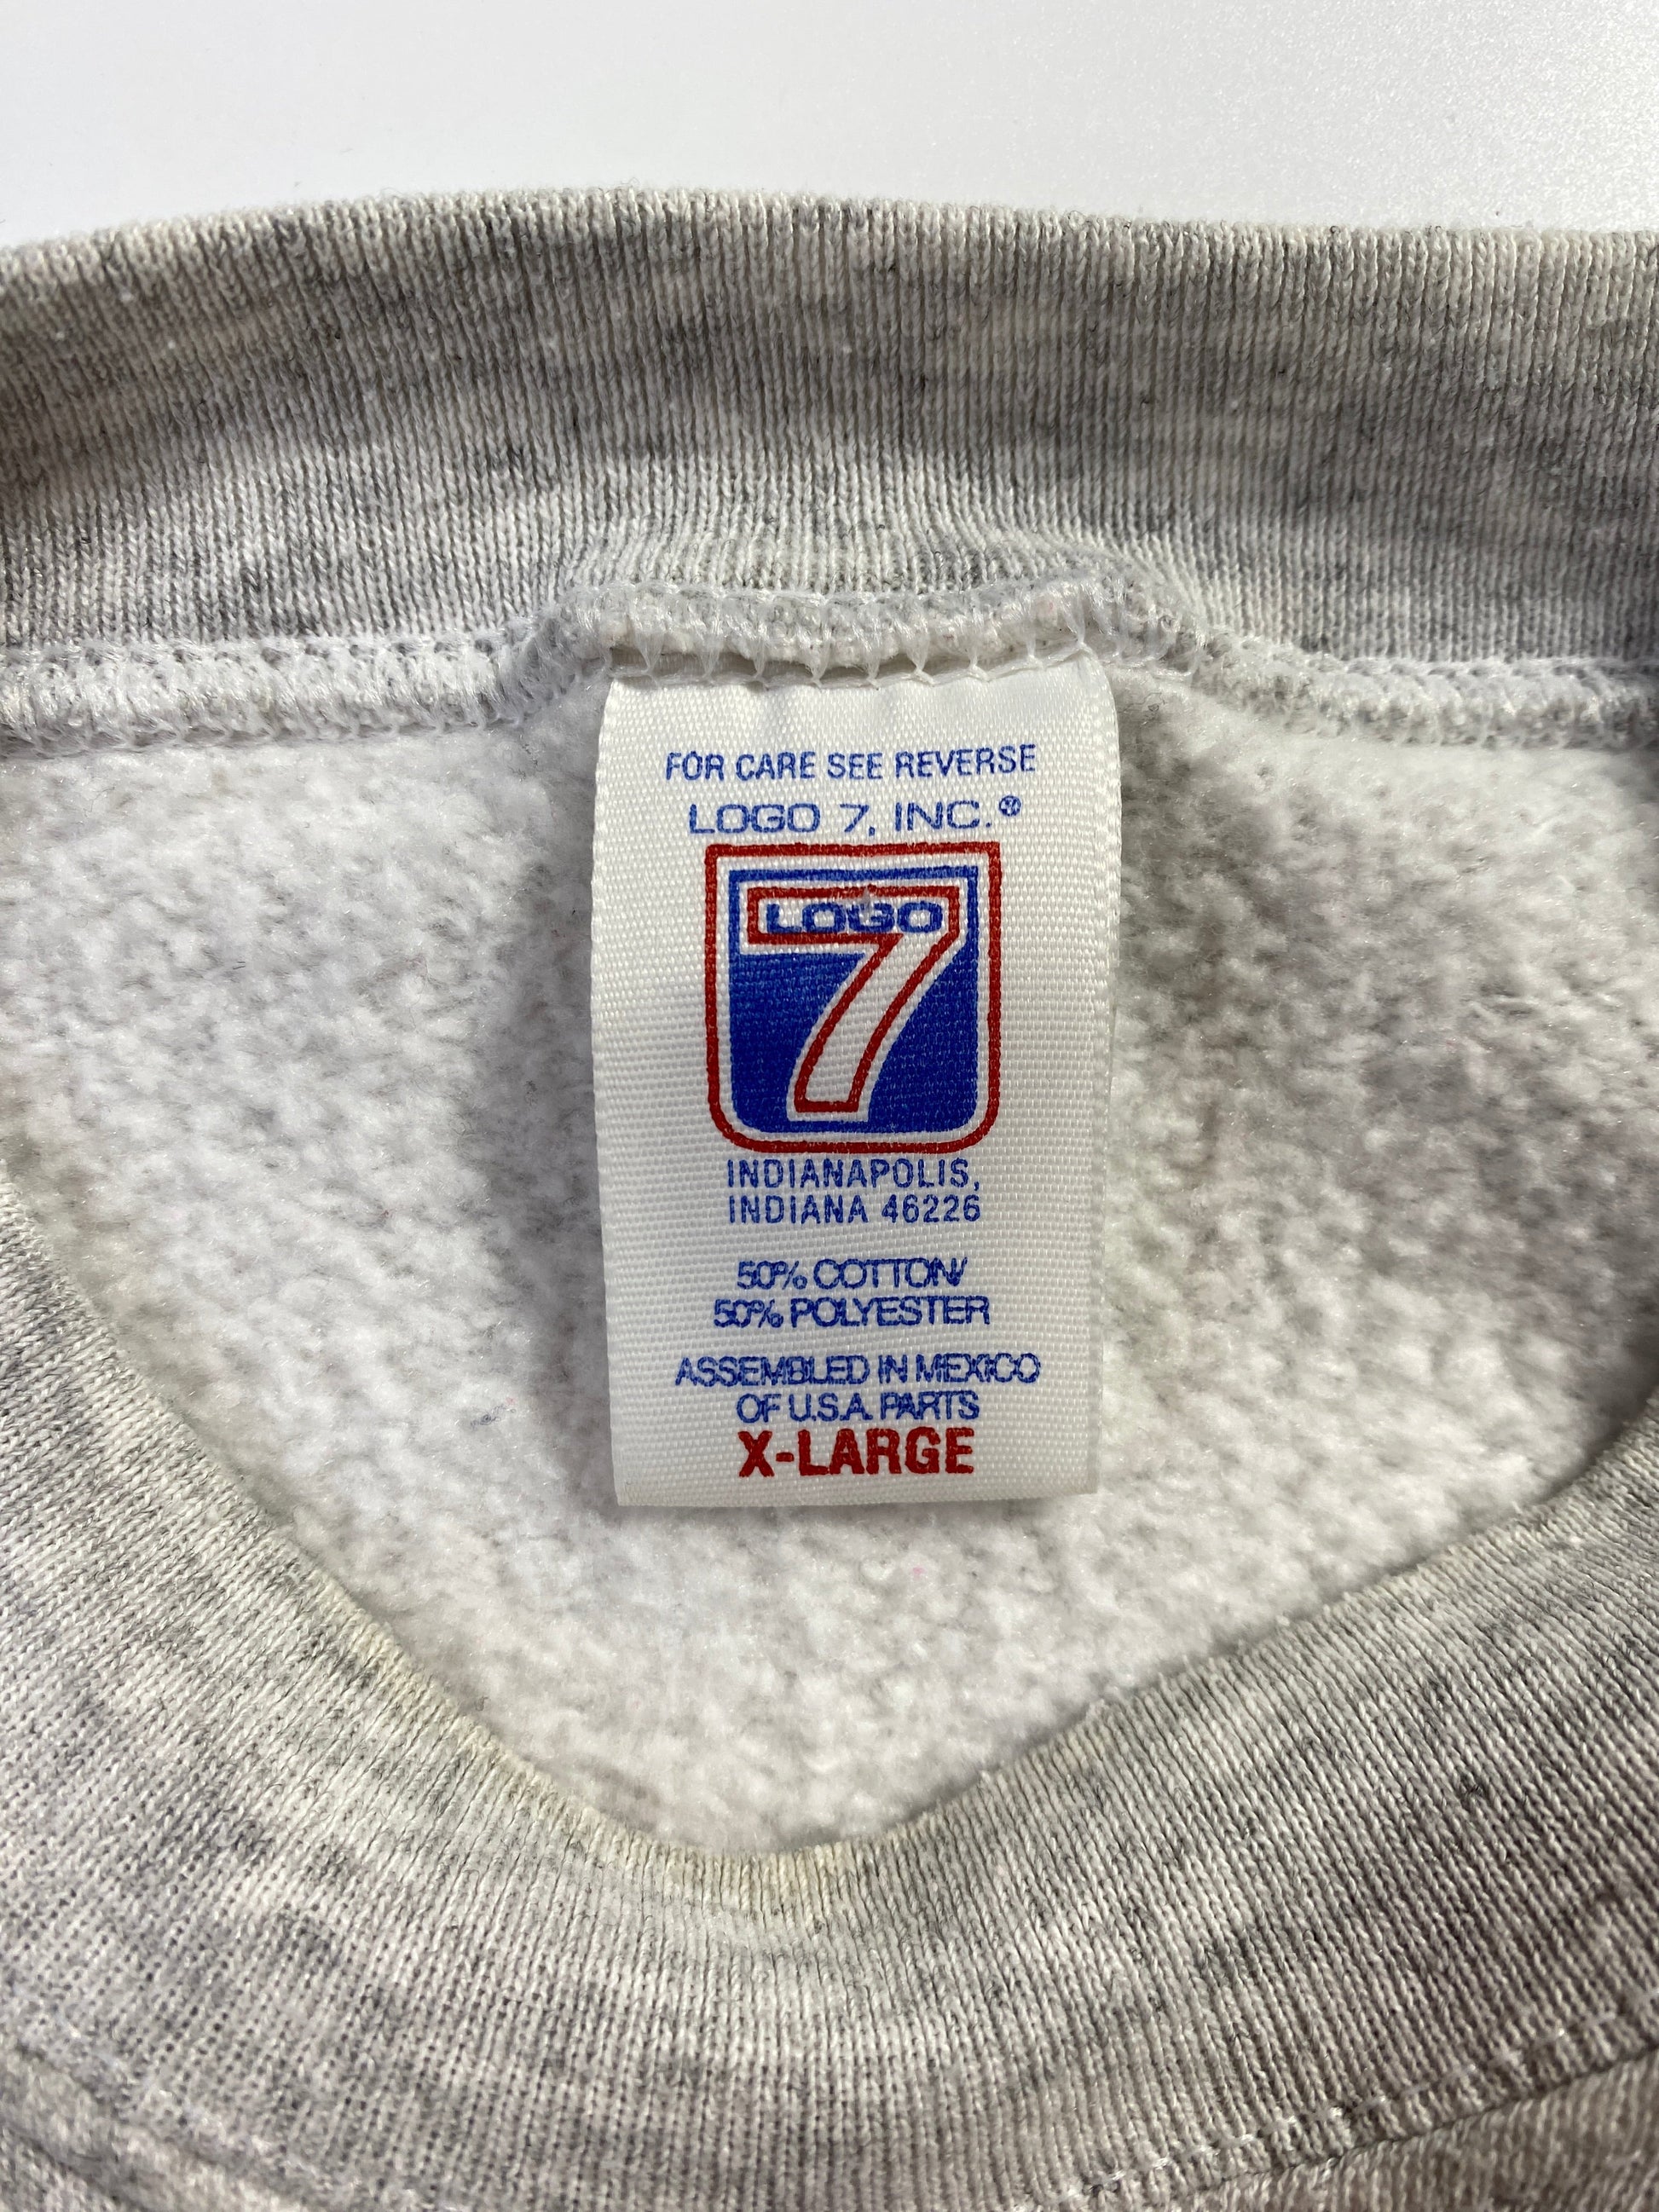 FOR CARE SEE REVERSE
LOGO 7, INC.®
LOGO
7
INDIANAPOLIS,
INDIANA 46226
50% COTTON/
50% POLYESTER
ASSEMBLED IN MEXICO
OF U.S.A. PARTS
X-LARGE